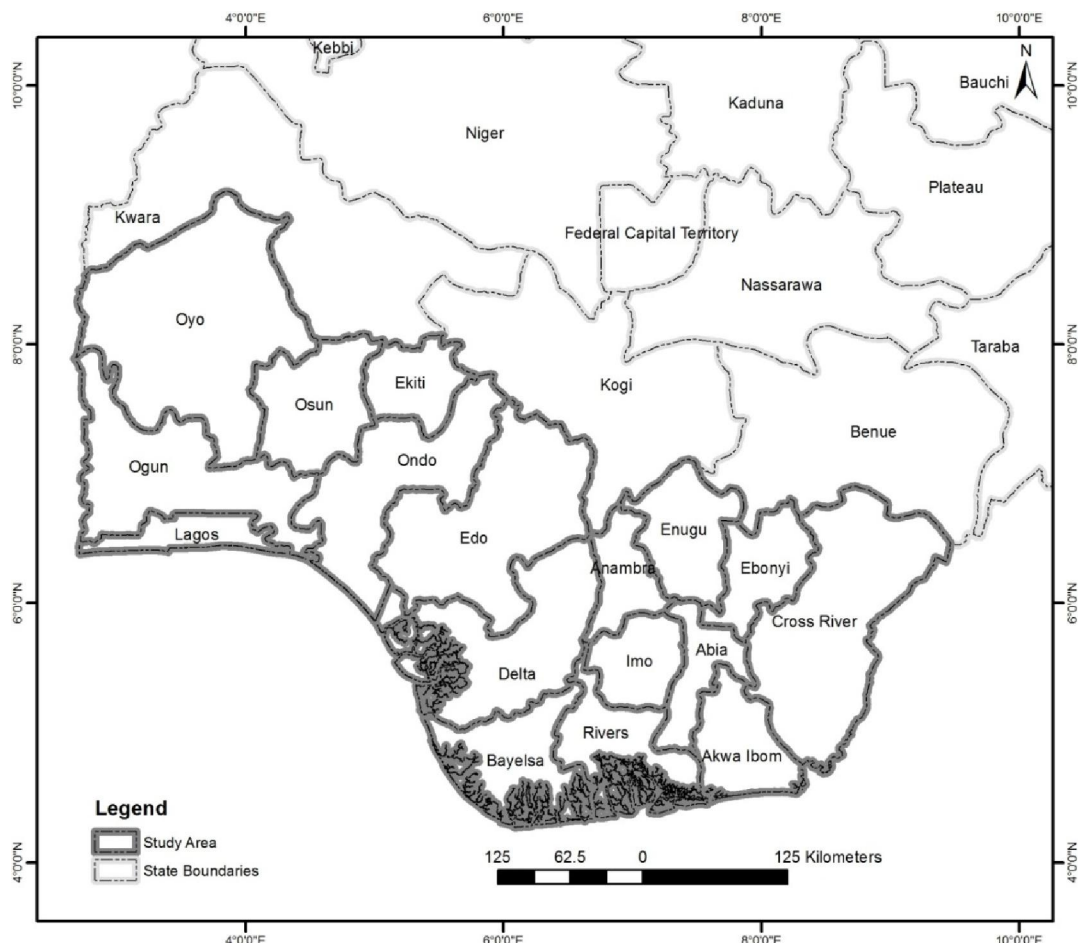 4°0'0"E 6°0'0"E 8°0'0"E 10°0'0"E
Kebbi
N
10°0'0"N
10°0'0"N
Bauchi
Kaduna
Niger
Plateau
Kwara
Federal Capital Territory
Nassarawa
Oyo
8°0'0"N
8°0'0"N
Taraba
Ekiti
Kogi
Osun
Benue
Ogun
Ondo
Lagos
Edo
Enugu
Anambra
Ebonyi
6°0'0"N
6°0'0"N
Cross River
Imo
Abia
Delta
Rivers
Bayelsa
Akwa Ibom
Legend
Study Area
State Boundaries
125 62.5 0 125 Kilometers
4°0'0"N
4°0'0"N
4°0'0"E 6°0'0"E 8°0'0"E 10°0'0"E